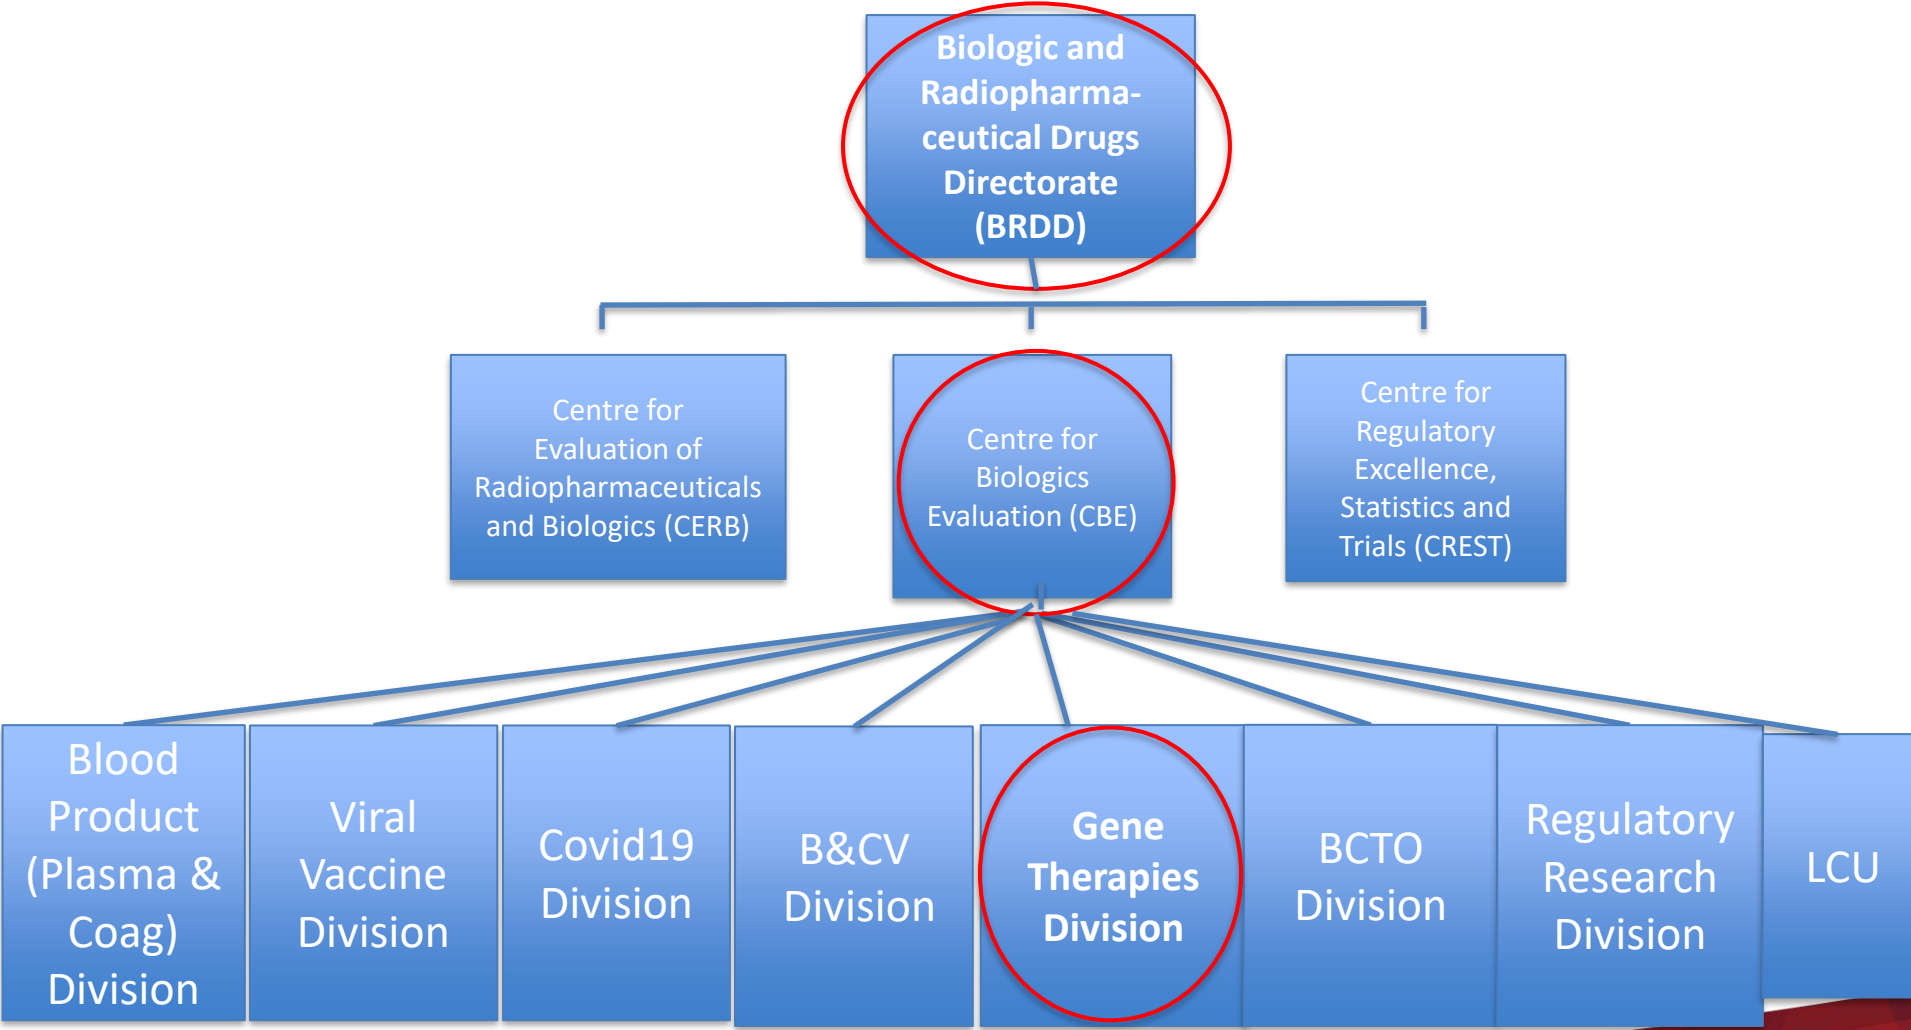 Biologic and
Radiopharma-
ceutical Drugs
Directorate
(BRDD)
Centre for
Evaluation of
Radiopharmaceuticals
and Biologics (CERB)
Centre for
Biologics
Evaluation (CBE)
Centre for
Regulatory
Excellence,
Statistics and
Trials (CREST)
Blood
Product
(Plasma &
Coag)
Division
Viral
Vaccine
Division
Covid19
Division
B&CV
Division
Gene
Therapies
Division
BCTO
Division
Regulatory
Research
Division
LCU